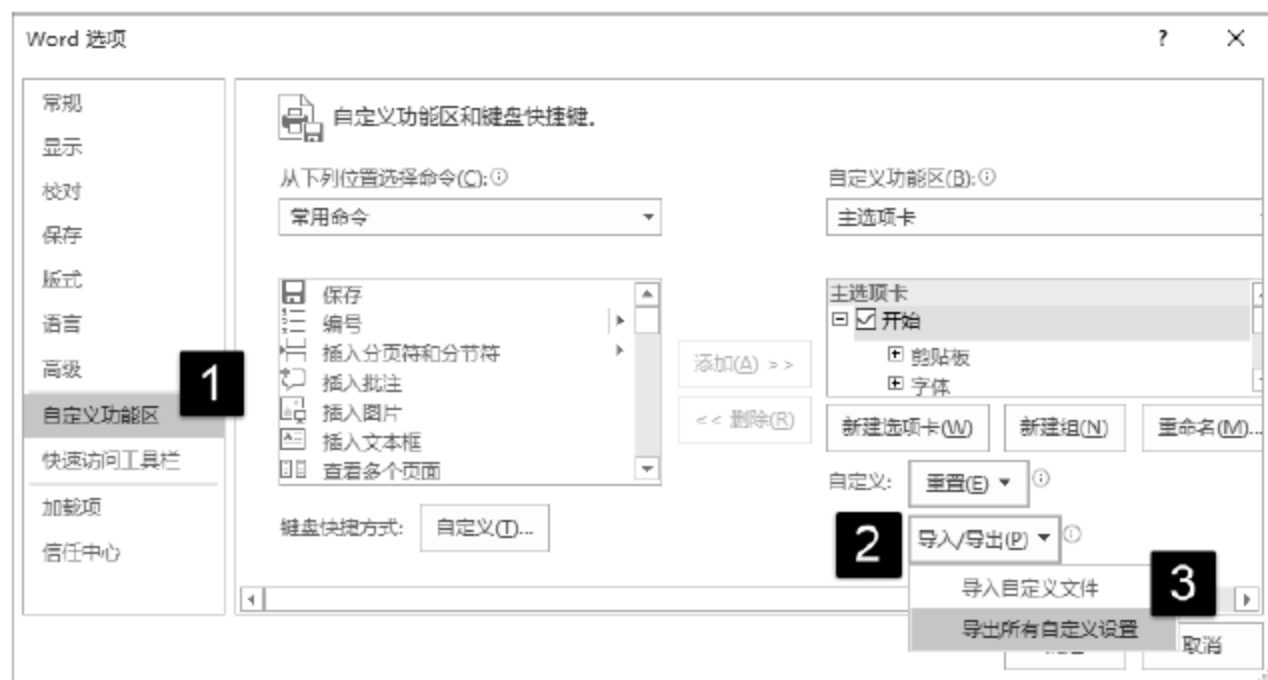 Word 选项
?
常规
显示
校对
保存
版式
语言
高级
自定义功能区
快速访问工具栏
加载项
信任中心
1
自定义功能区和键盘快捷键。
从下列位置选择命令(C):
常用命令
保存
编号
插入分页符和分节符
插入批注
插入图片
插入文本框
查看多个页面
键盘快捷方式:
自定义(T)...
添加(A) >>
<< 删除(R)
自定义功能区(B):
主选项卡
主选项卡
开始
剪贴板
字体
新建选项卡(W)
新建组(N)
重命名(M)...
自定义:
重置(E)
2
导入/导出(P)
导入自定义文件
3
导出所有自定义设置
取消